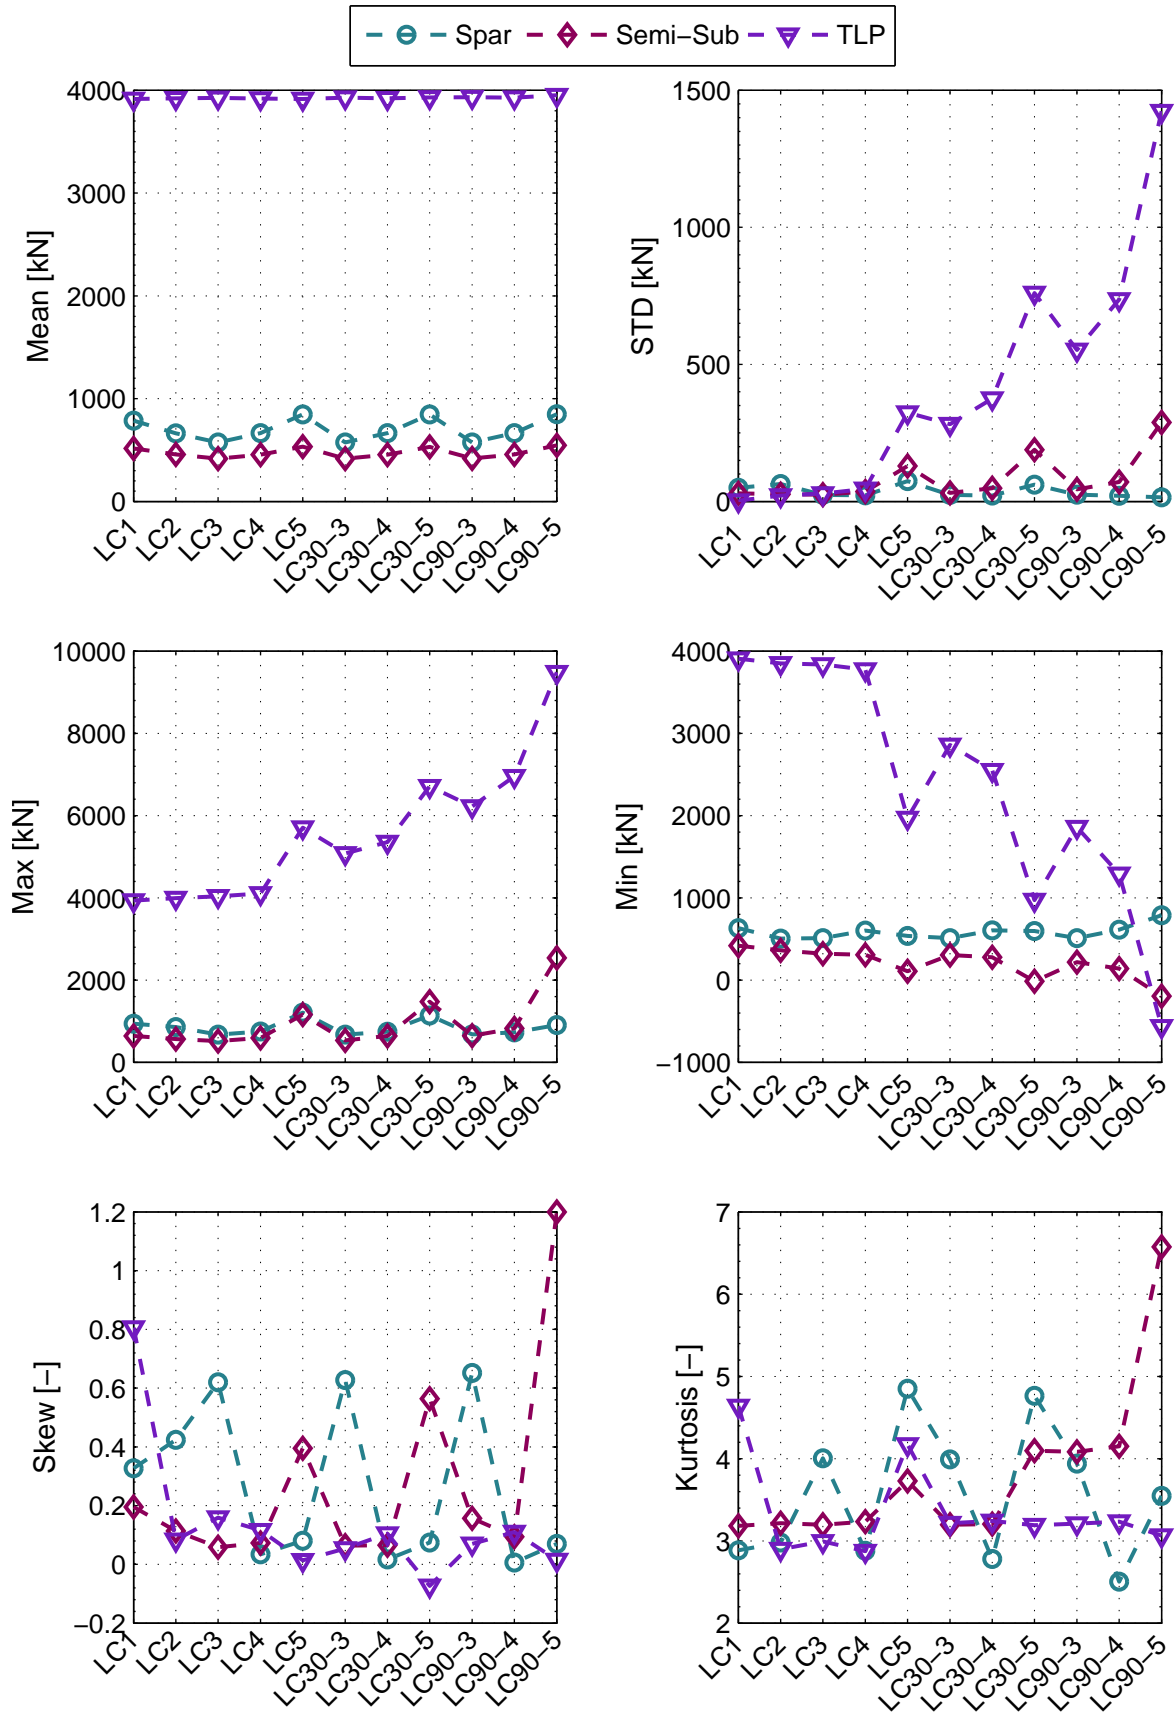 Spar Semi−Sub TLP
Mean [kN]
4000
3000
2000
1000
0
LC1 LC2 LC3 LC4 LC5 LC30−3 LC30−4 LC30−5 LC90−3 LC90−4 LC90−5
STD [kN]
1500
1000
500
0
LC1 LC2 LC3 LC4 LC5 LC30−3 LC30−4 LC30−5 LC90−3 LC90−4 LC90−5
Max [kN]
10000
8000
6000
4000
2000
0
LC1 LC2 LC3 LC4 LC5 LC30−3 LC30−4 LC30−5 LC90−3 LC90−4 LC90−5
Min [kN]
4000
3000
2000
1000
0
−1000
LC1 LC2 LC3 LC4 LC5 LC30−3 LC30−4 LC30−5 LC90−3 LC90−4 LC90−5
Skew [−]
1.2
1
0.8
0.6
0.4
0.2
0
−0.2
LC1 LC2 LC3 LC4 LC5 LC30−3 LC30−4 LC30−5 LC90−3 LC90−4 LC90−5
Kurtosis [−]
7
6
5
4
3
2
LC1 LC2 LC3 LC4 LC5 LC30−3 LC30−4 LC30−5 LC90−3 LC90−4 LC90−5